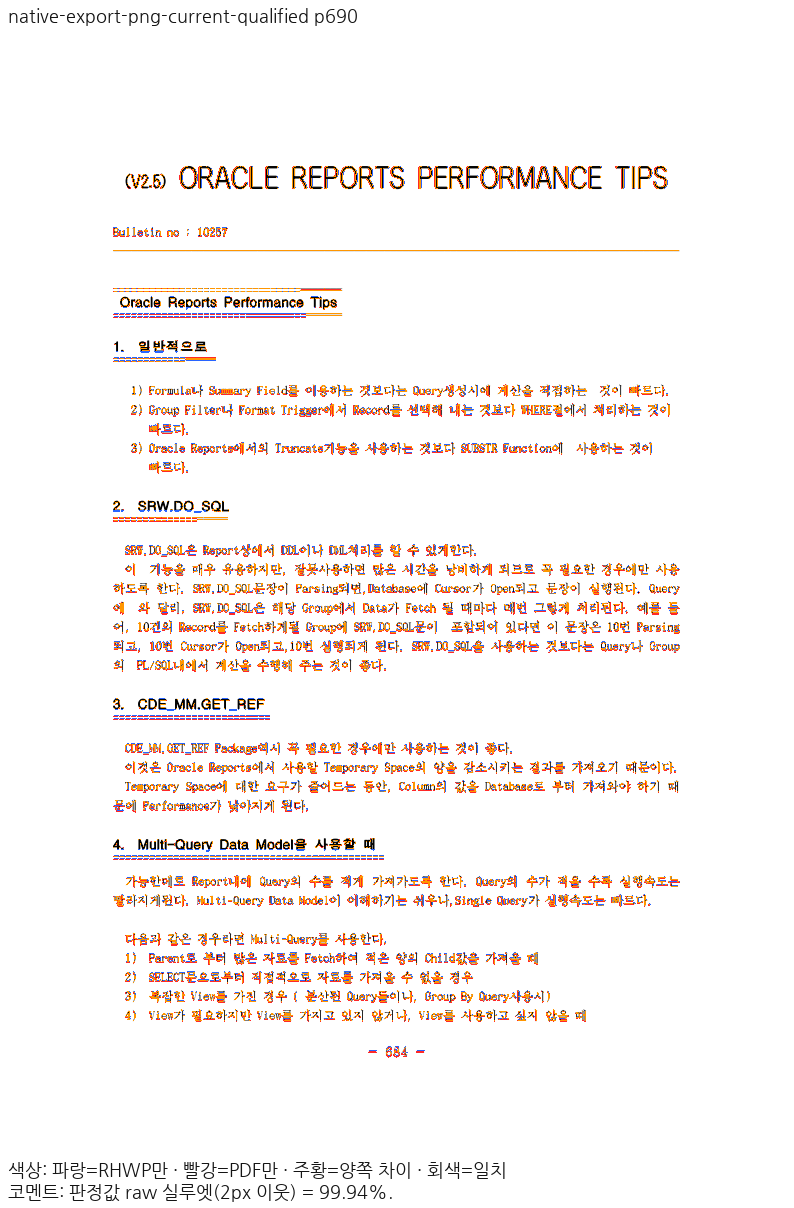 native-export-png-current-qualified p690
(V2.5) ORACLE REPORTS PERFORMANCE TIPS
Bulletin no : 10257
Oracle Reports Performance Tips
1. 일반적으로
1) Formula나 Summary Field를 이용하는 것보다는 Query생성시에 계산을 직접하는 것이 빠르다.
2) Group Filter나 Format Trigger에서 Record를 선택해 내는 것보다 WHERE절에서 처리하는 것이
빠르다.
3) Oracle Reports에서의 Truncate기능을 사용하는 것보다 SUBSTR Function에 사용하는 것이
빠르다.
2. SRW.DO_SQL
SRW.DO_SQL은 Report상에서 DDL이나 DML처리를 할 수 있게한다.
이 기능을 매우 유용하지만, 잘못사용하면 많은 시간을 낭비하게 되므로 꼭 필요한 경우에만 사용
하도록 한다. SRW.DO_SQL문장이 Parsing되면,Database에 Cursor가 Open되고 문장이 실행된다. Query
에 와 달리, SRW.DO_SQL은 해당 Group에서 Data가 Fetch 될 때마다 매번 그렇게 처리된다. 예를 들
어, 10건의 Record를 Fetch하게될 Group에 SRW.DO_SQL문이 포함되어 있다면 이 문장은 10번 Parsing
되고, 10번 Cursor가 Open되고,10번 실행되게 된다. SRW.DO_SQL을 사용하는 것보다는 Query나 Group
의 PL/SQL내에서 계산을 수행해 주는 것이 좋다.
3. CDE_MM.GET_REF
CDE_MM.GET_REF Package역시 꼭 필요한 경우에만 사용하는 것이 좋다.
이것은 Oracle Reports에서 사용할 Temporary Space의 양을 감소시키는 결과를 가져오기 때문이다.
Temporary Space에 대한 요구가 줄어드는 동안, Column의 값을 Database로 부터 가져와야 하기 때
문에 Performance가 낮아지게 된다.
4. Multi-Query Data Model을 사용할 때
가능한대로 Report내에 Query의 수를 적게 가져가도록 한다. Query의 수가 적을 수록 실행속도는
빨라지게된다. Multi-Query Data Model이 이해하기는 쉬우나,Single Query가 실행속도는 빠르다.
다음과 같은 경우라면 Multi-Query를 사용한다.
1) Parent로 부터 많은 자료를 Fetch하여 적은 양의 Child값을 가져올 때
2) SELECT문으로부터 직접적으로 자료를 가져올 수 없을 경우
3) 복잡한 View를 가진 경우 ( 분산된 Query들이나, Group By Query사용시)
4) View가 필요하지만 View를 가지고 있지 않거나, View를 사용하고 싶지 않을 때
- 684 -
색상: 파랑=RHWP만 · 빨강=PDF만 · 주황=양쪽 차이 · 회색=일치
코멘트: 판정값 raw 실루엣(2px 이웃) = 99.94%.